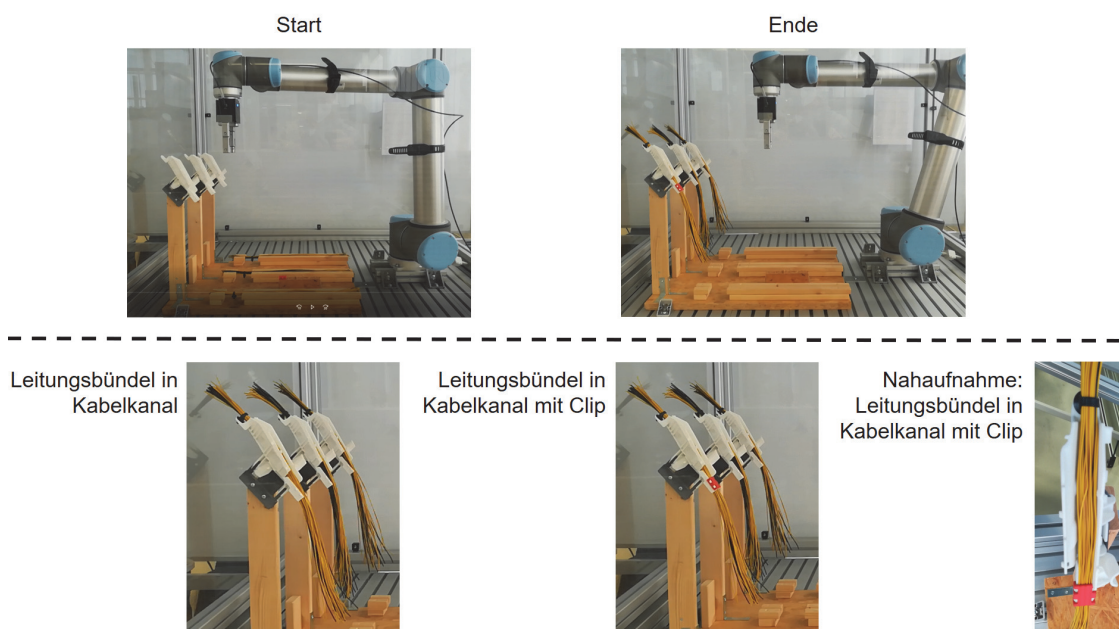 Start
Ende
Leitungsbündel in
Kabelkanal
Leitungsbündel in
Kabelkanal mit Clip
Nahaufnahme:
Leitungsbündel in
Kabelkanal mit Clip